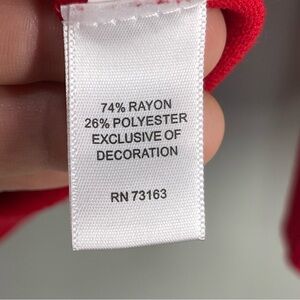 74% RAYON
26% POLYESTER
EXCLUSIVE OF
DECORATION
RN 73163